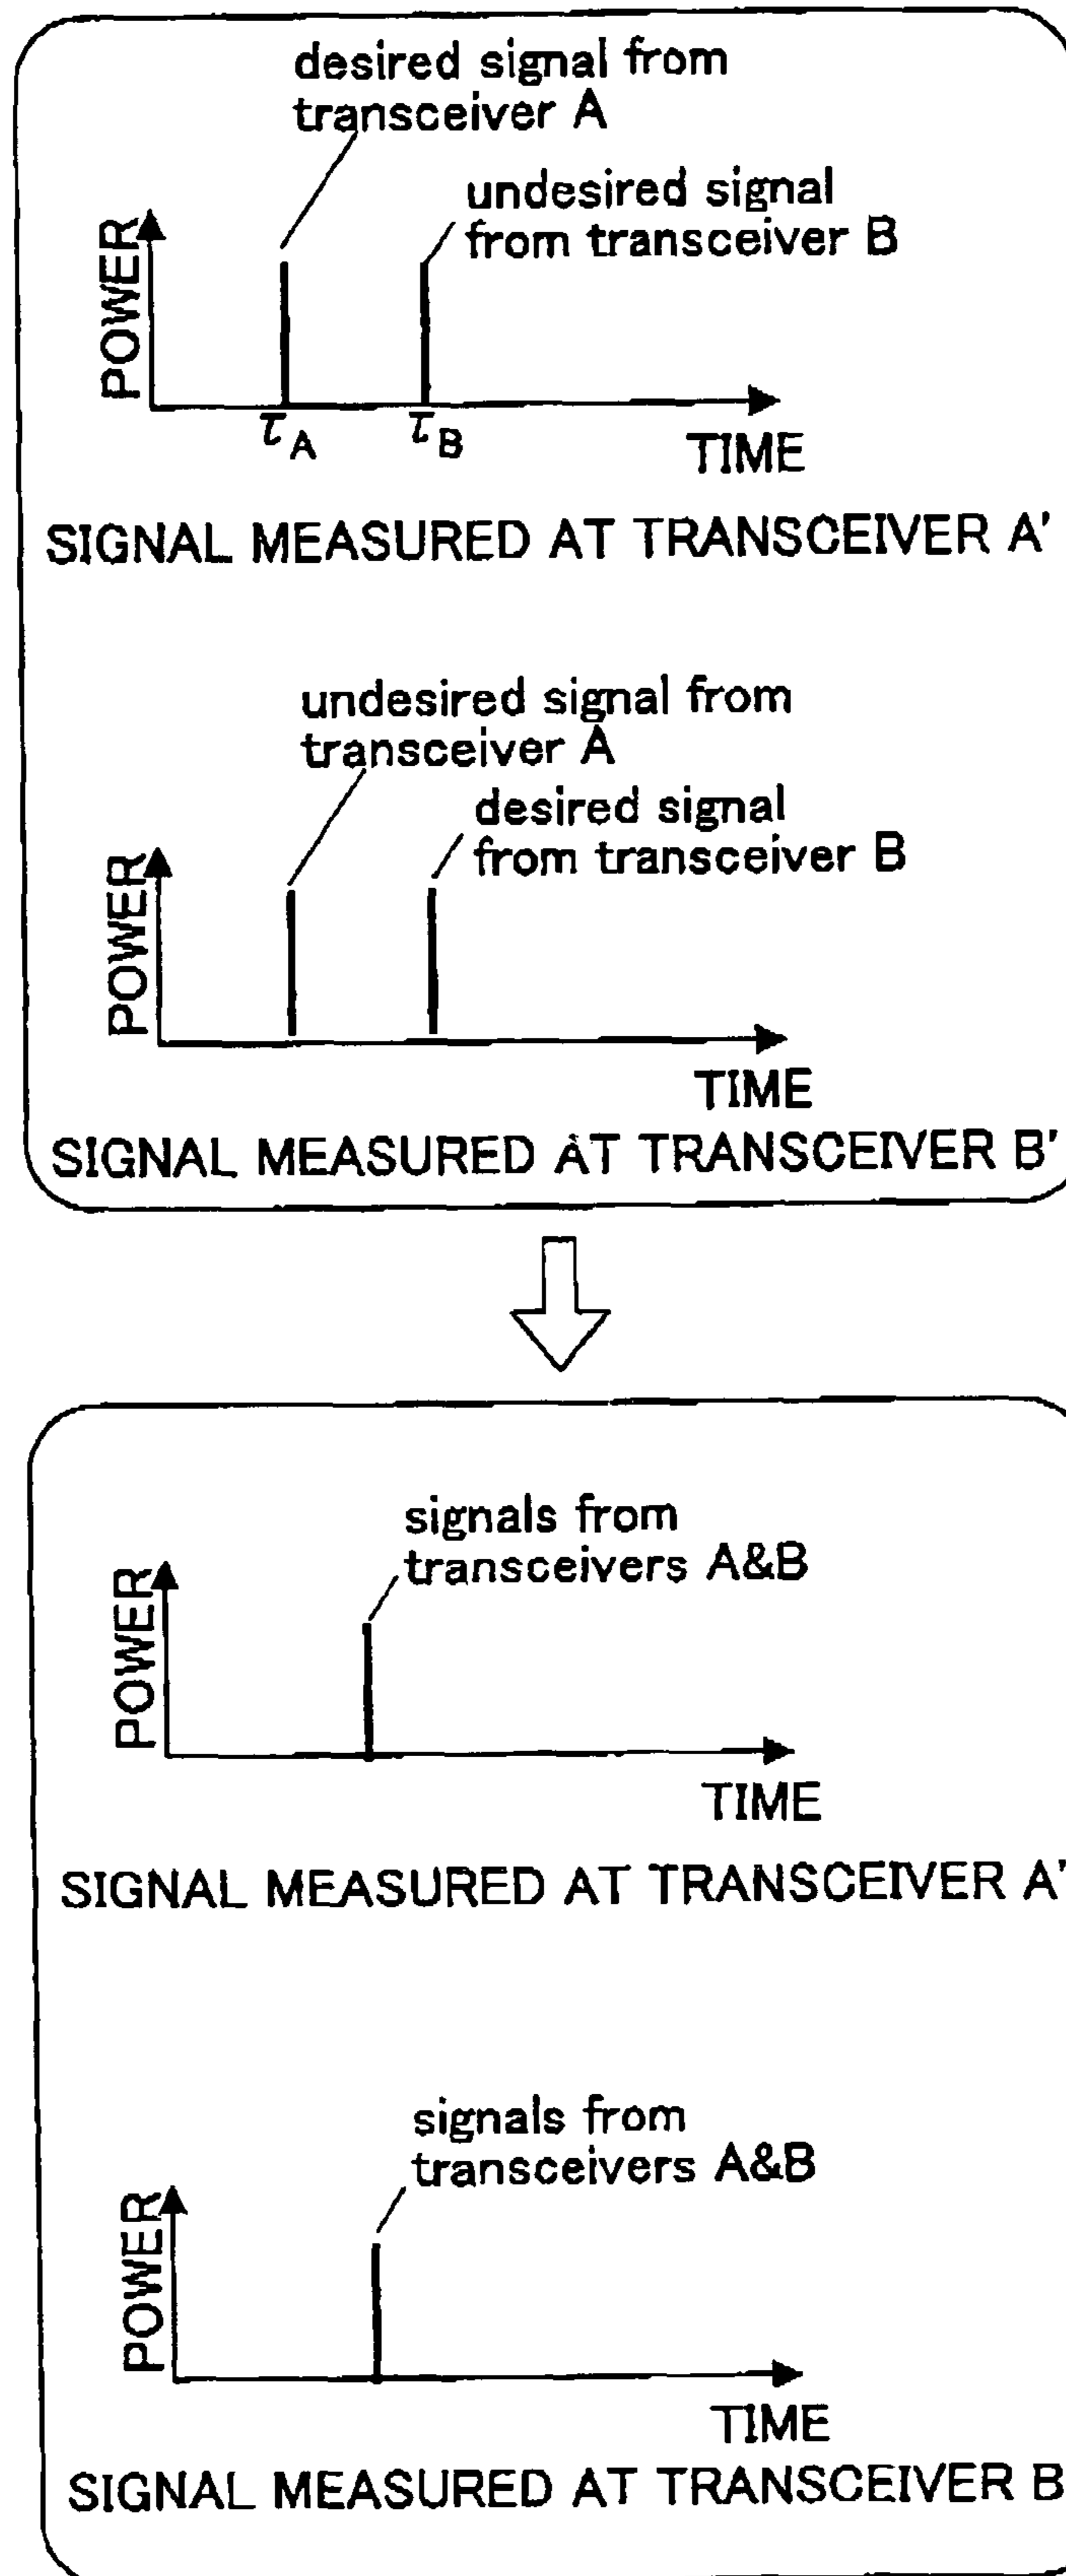 desired signal from
transceiver A
undesired signal
from transceiver B
POWER
τA
τB
TIME
SIGNAL MEASURED AT TRANSCEIVER A'
undesired signal from
transceiver A
desired signal
from transceiver B
POWER
TIME
SIGNAL MEASURED AT TRANSCEIVER B'
signals from
transceivers A&B
POWER
TIME
SIGNAL MEASURED AT TRANSCEIVER A'
signals from
transceivers A&B
POWER
TIME
SIGNAL MEASURED AT TRANSCEIVER B